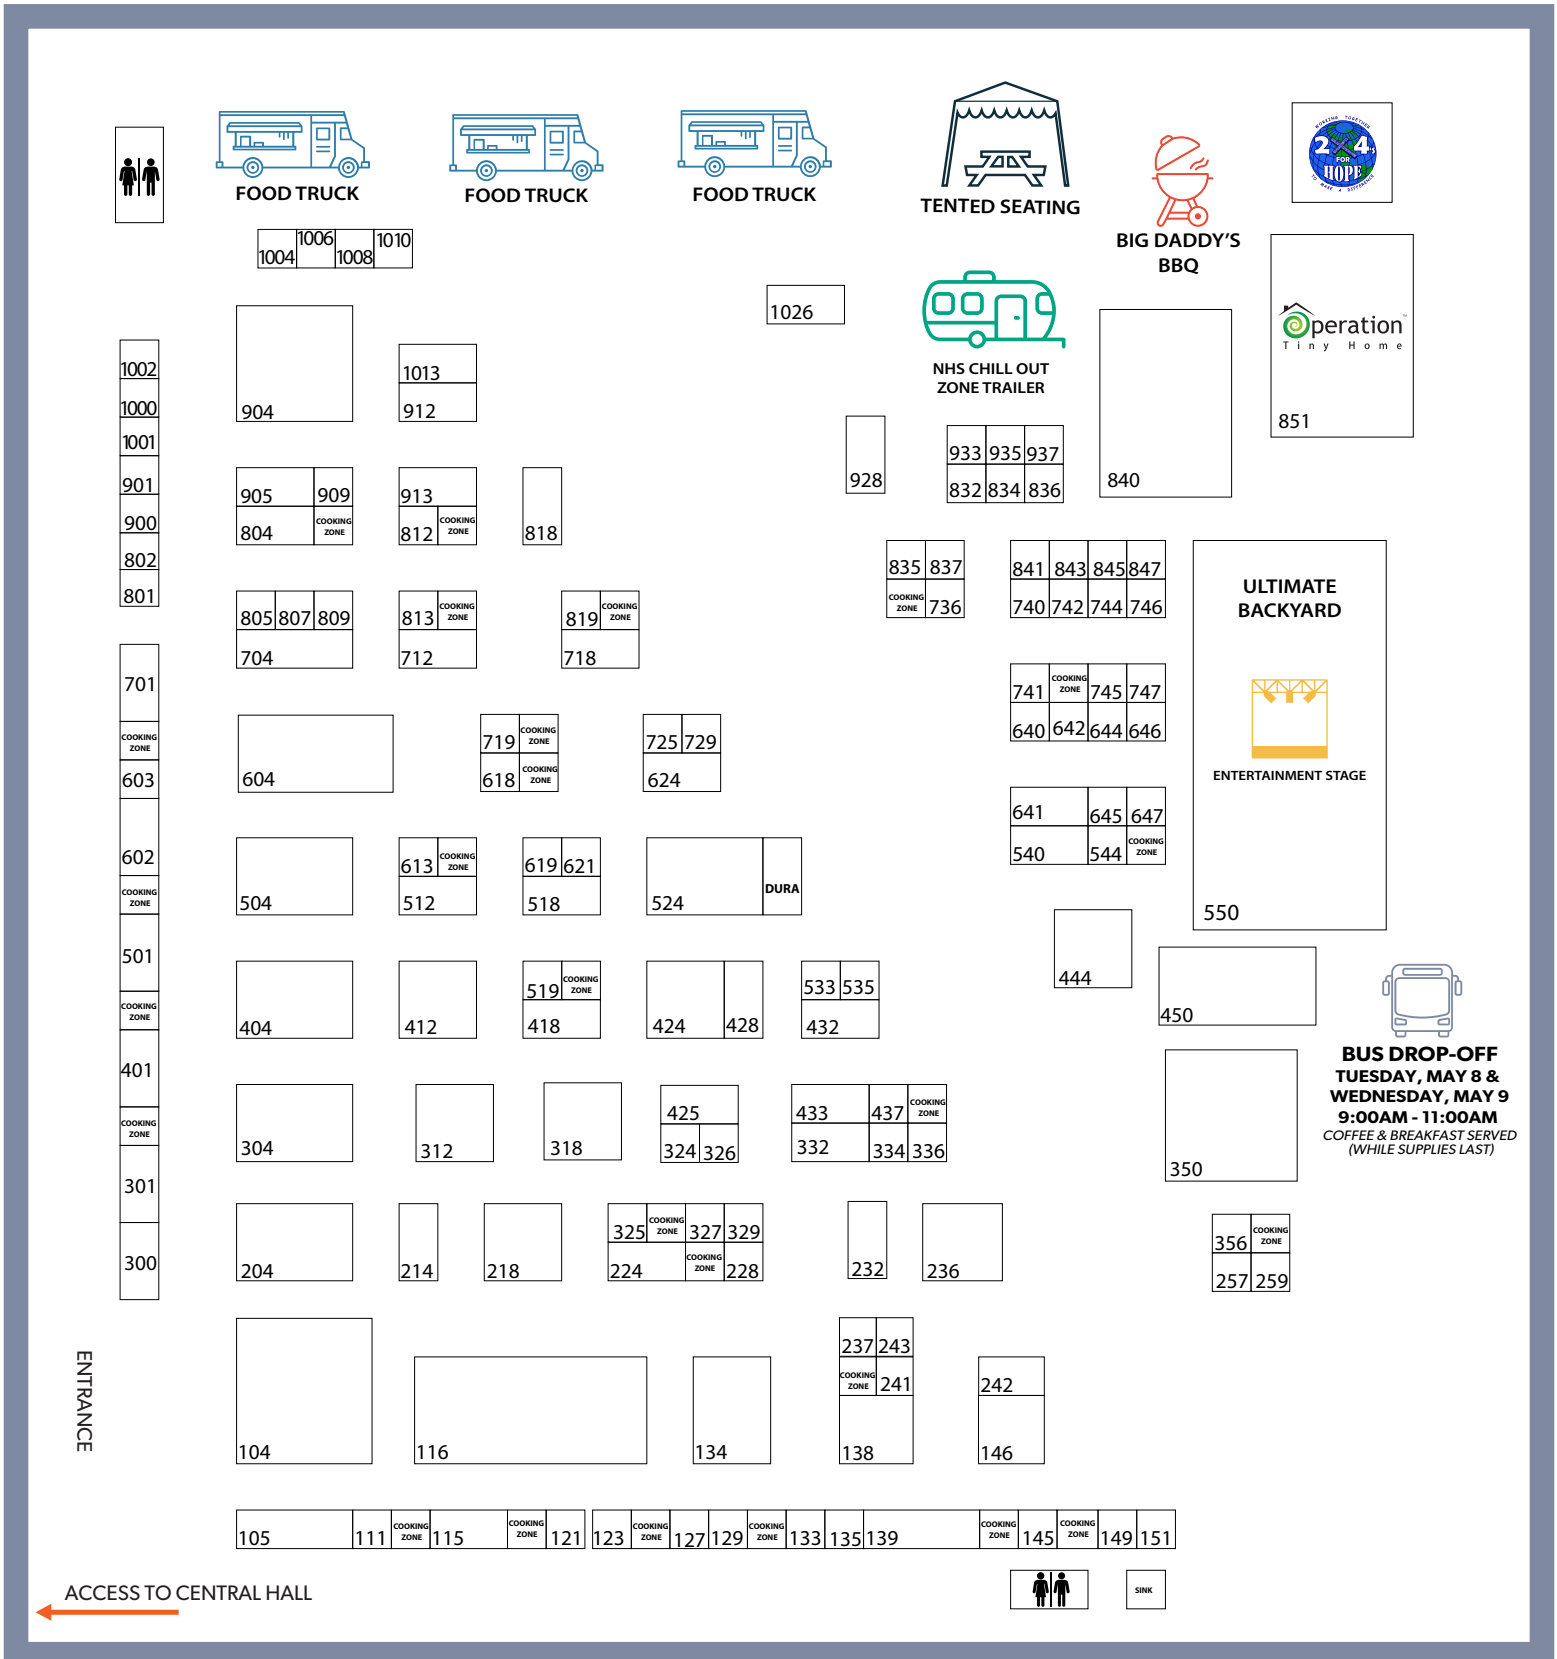 WORKING TOGETHER
2X4's
FOR
HOPE
TO MAKE A DIFFERENCE
FOOD TRUCK
FOOD TRUCK
FOOD TRUCK
TENTED SEATING
BIG DADDY'S
BBQ
1004 1006 1008 1010
1026
NHS CHILL OUT
ZONE TRAILER
Operation™
Tiny Home
851
840
1002
1000
1001
901
900
802
801
904
1013
912
928
933 935 937
832 834 836
905 909
804 COOKING ZONE
913
812 COOKING ZONE
818
835 837
COOKING ZONE 736
841 843 845 847
740 742 744 746
ULTIMATE
BACKYARD
ENTERTAINMENT STAGE
550
805 807 809
704
813 COOKING ZONE
712
819 COOKING ZONE
718
741 COOKING ZONE 745 747
640 642 644 646
701
COOKING ZONE
603
602
COOKING ZONE
501
COOKING ZONE
401
COOKING ZONE
301
300
604
719 COOKING ZONE
618 COOKING ZONE
725 729
624
641 645 647
540 544 COOKING ZONE
504
613 COOKING ZONE
512
619 621
518
524 DURA
444
450
404
412
519 COOKING ZONE
418
424 428
533 535
432
BUS DROP-OFF
TUESDAY, MAY 8 &
WEDNESDAY, MAY 9
9:00AM - 11:00AM
COFFEE & BREAKFAST SERVED
(WHILE SUPPLIES LAST)
304
312
318
425
324 326
433 437 COOKING ZONE
332 334 336
350
204
214
218
325 COOKING ZONE 327 329
224 COOKING ZONE 228
232
236
356 COOKING ZONE
257 259
ENTRANCE
104
116
134
237 243
COOKING ZONE 241
138
242
146
105 111 COOKING ZONE 115 COOKING ZONE 121 123 COOKING ZONE 127 129 COOKING ZONE 133 135 139 COOKING ZONE 145 COOKING ZONE 149 151
ACCESS TO CENTRAL HALL
SINK